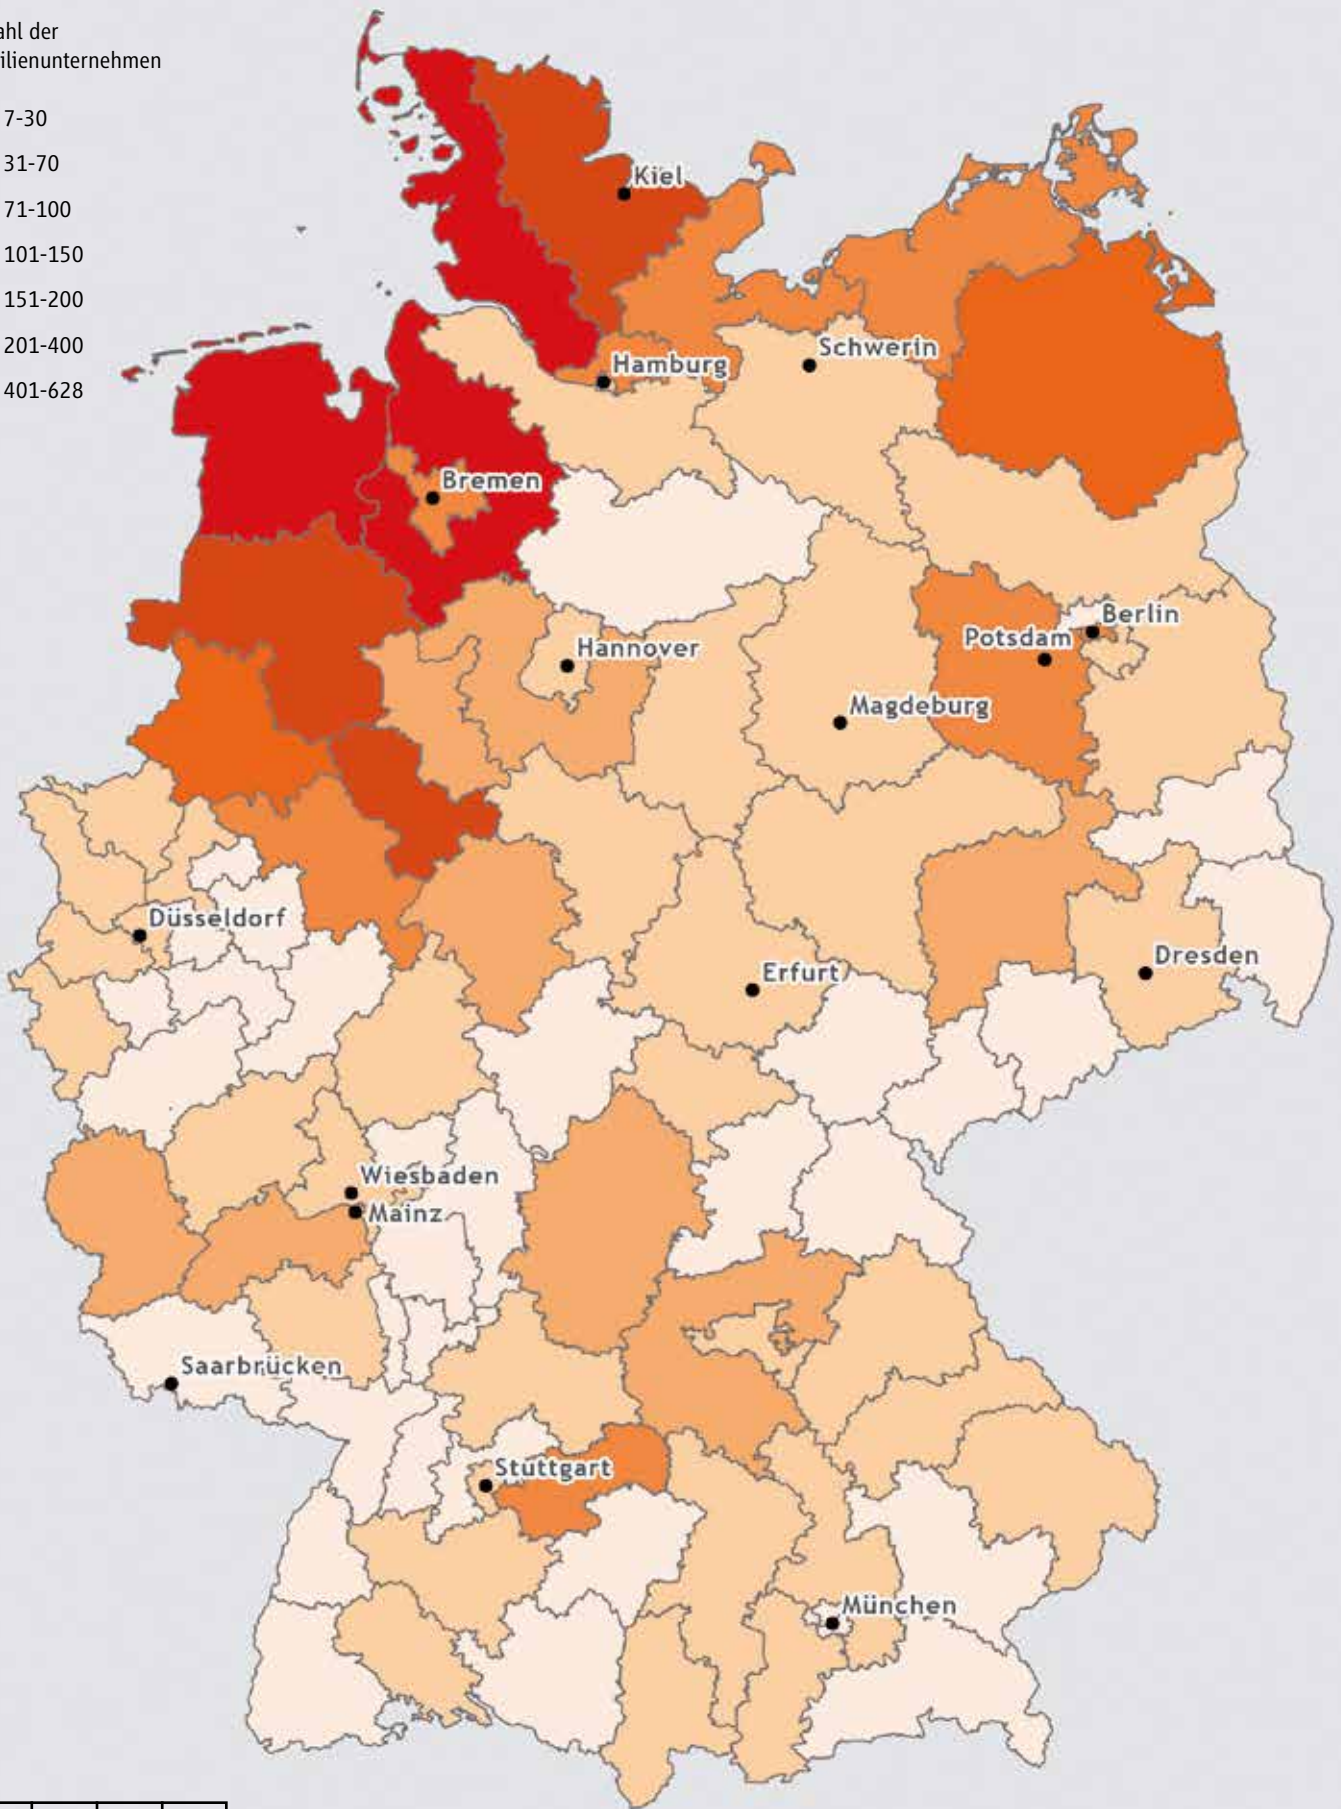 ahl der
ilienunternehmen
7-30
31-70
71-100
101-150
151-200
201-400
401-628
Kiel
Schwerin
Hamburg
Bremen
Berlin
Potsdam
Hannover
Magdeburg
Düsseldorf
Dresden
Erfurt
Wiesbaden
Mainz
Saarbrücken
Stuttgart
München